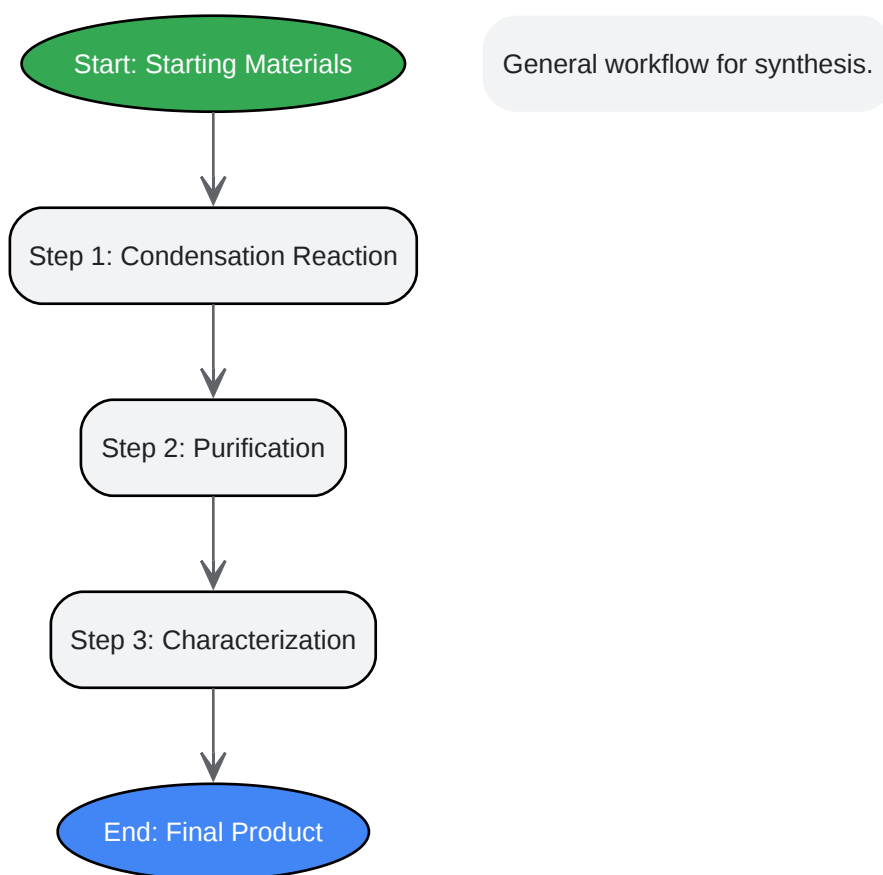 Start: Starting Materials
General workflow for synthesis.
Step 1: Condensation Reaction
Step 2: Purification
Step 3: Characterization
End: Final Product